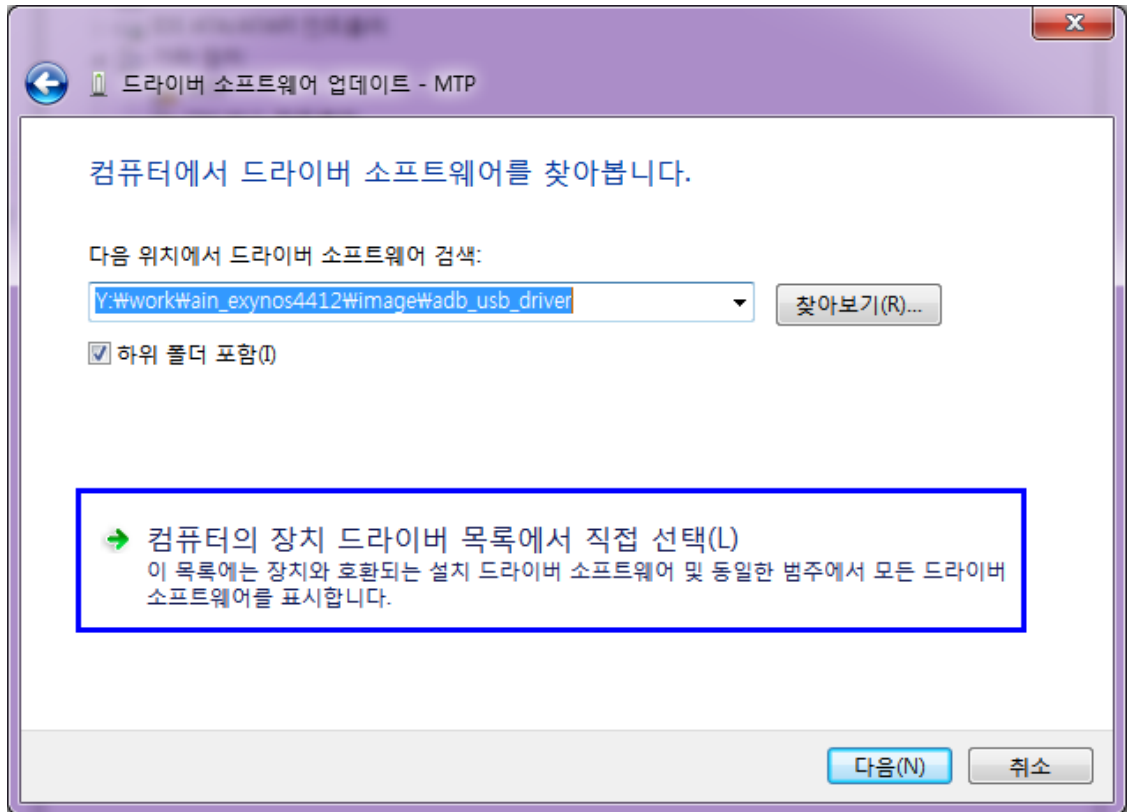 드라이버 소프트웨어 업데이트 - MTP
컴퓨터에서 드라이버 소프트웨어를 찾아봅니다.
다음 위치에서 드라이버 소프트웨어 검색:
Y:₩work₩ain_exynos4412₩image₩adb_usb_driver
찾아보기(R)...
하위 폴더 포함(I)
컴퓨터의 장치 드라이버 목록에서 직접 선택(L)
이 목록에는 장치와 호환되는 설치 드라이버 소프트웨어 및 동일한 범주에서 모든 드라이버
소프트웨어를 표시합니다.
다음(N)
취소